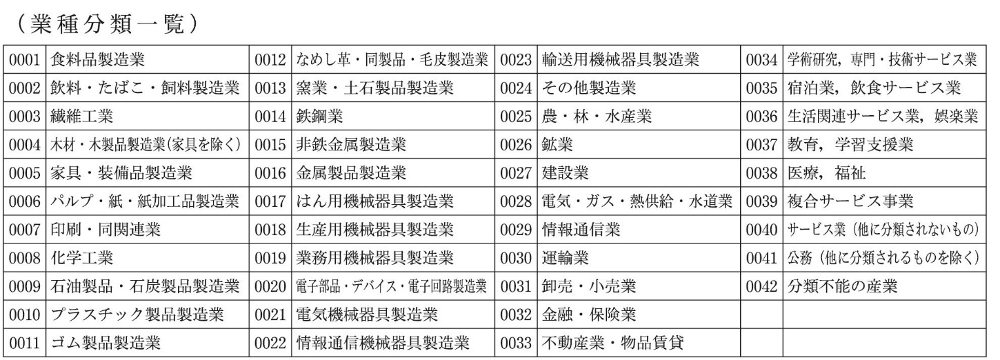 (業種分類一覧)
0001 食料品製造業 0012 なめし革・同製品・毛皮製造業 0023 輸送用機械器具製造業 0034 学術研究，専門・技術サービス業
0002 飲料・たばこ・飼料製造業 0013 窯業・土石製品製造業 0024 その他製造業 0035 宿泊業，飲食サービス業
0003 繊維工業 0014 鉄鋼業 0025 農・林・水産業 0036 生活関連サービス業，娯楽業
0004 木材・木製品製造業(家具を除く) 0015 非鉄金属製造業 0026 鉱業 0037 教育，学習支援業
0005 家具・装備品製造業 0016 金属製品製造業 0027 建設業 0038 医療，福祉
0006 パルプ・紙・紙加工品製造業 0017 はん用機械器具製造業 0028 電気・ガス・熱供給・水道業 0039 複合サービス事業
0007 印刷・同関連業 0018 生産用機械器具製造業 0029 情報通信業 0040 サービス業（他に分類されないもの）
0008 化学工業 0019 業務用機械器具製造業 0030 運輸業 0041 公務（他に分類されるものを除く）
0009 石油製品・石炭製品製造業 0020 電子部品・デバイス・電子回路製造業 0031 卸売・小売業 0042 分類不能の産業
0010 プラスチック製品製造業 0021 電気機械器具製造業 0032 金融・保険業
0011 ゴム製品製造業 0022 情報通信機械器具製造業 0033 不動産業・物品賃貸